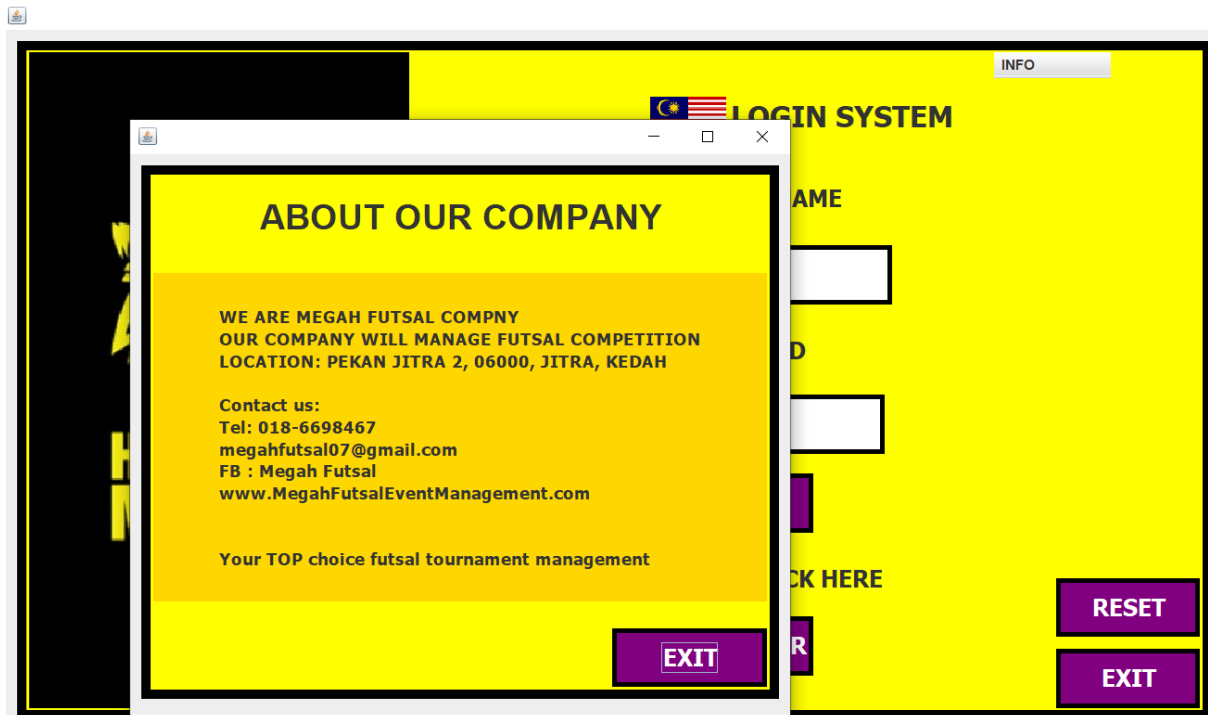 INFO
LOGIN SYSTEM
AME
D
CK HERE
R
RESET
EXIT
ABOUT OUR COMPANY
WE ARE MEGAH FUTSAL COMPNY
OUR COMPANY WILL MANAGE FUTSAL COMPETITION
LOCATION: PEKAN JITRA 2, 06000, JITRA, KEDAH
Contact us:
Tel: 018-6698467
megahfutsal07@gmail.com
FB : Megah Futsal
www.MegahFutsalEventManagement.com
Your TOP choice futsal tournament management
EXIT